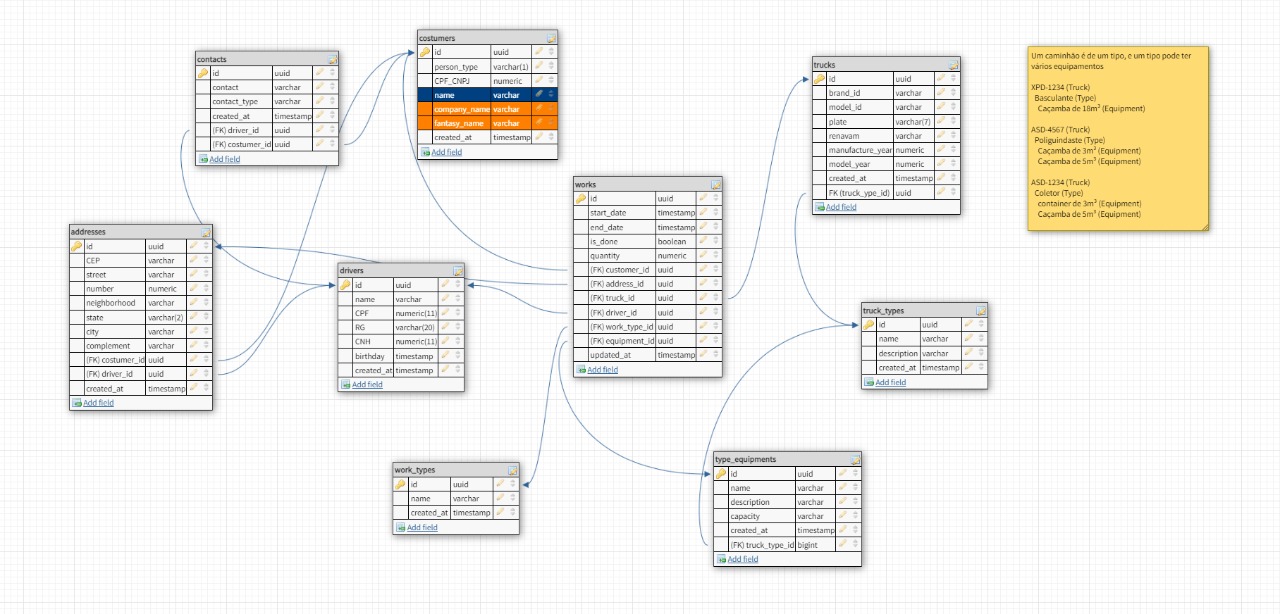 contacts
id uuid
contact varchar
contact_type varchar
created_at timestamp
(FK) driver_id uuid
(FK) costumer_id uuid
Add field
costumers
id uuid
person_type varchar(1)
CPF_CNPJ numeric
name varchar
company_name varchar
fantasy_name varchar
created_at timestamp
Add field
trucks
id uuid
brand_id varchar
model_id varchar
plate varchar(7)
renavam varchar
manufacture_year numeric
model_year numeric
created_at timestamp
FK (truck_ype_id) uuid
Add field
Um caminhão é de um tipo, e um tipo pode ter
vários equipamentos
XPD-1234 (Truck)
Basculante (Type)
Caçamba de 18m³ (Equipment)
ASD-4567 (Truck)
Poliguindaste (Type)
Caçamba de 3m³ (Equipment)
Caçamba de 5m³ (Equipment)
ASD-1234 (Truck)
Coletor (Type)
container de 3m³ (Equipment)
Caçamba de 5m³ (Equipment)
works
id uuid
start_date timestamp
end_date timestamp
is_done boolean
quantity numeric
(FK) customer_id uuid
(FK) address_id uuid
(FK) truck_id uuid
(FK) driver_id uuid
(FK) work_type_id uuid
(FK) equipment_id uuid
updated_at timestamp
Add field
addresses
id uuid
CEP varchar
street varchar
number numeric
neighborhood varchar
state varchar(2)
city varchar
complement varchar
(FK) costumer_id uuid
(FK) driver_id uuid
created_at timestamp
Add field
drivers
id uuid
name varchar
CPF numeric(11)
RG varchar(20)
CNH numeric(11)
birthday timestamp
created_at timestamp
Add field
truck_types
id uuid
name varchar
description varchar
created_at timestamp
Add field
work_types
id uuid
name varchar
created_at timestamp
Add field
type_equipments
id uuid
name varchar
description varchar
capacity varchar
created_at timestamp
(FK) truck_type_id bigint
Add field